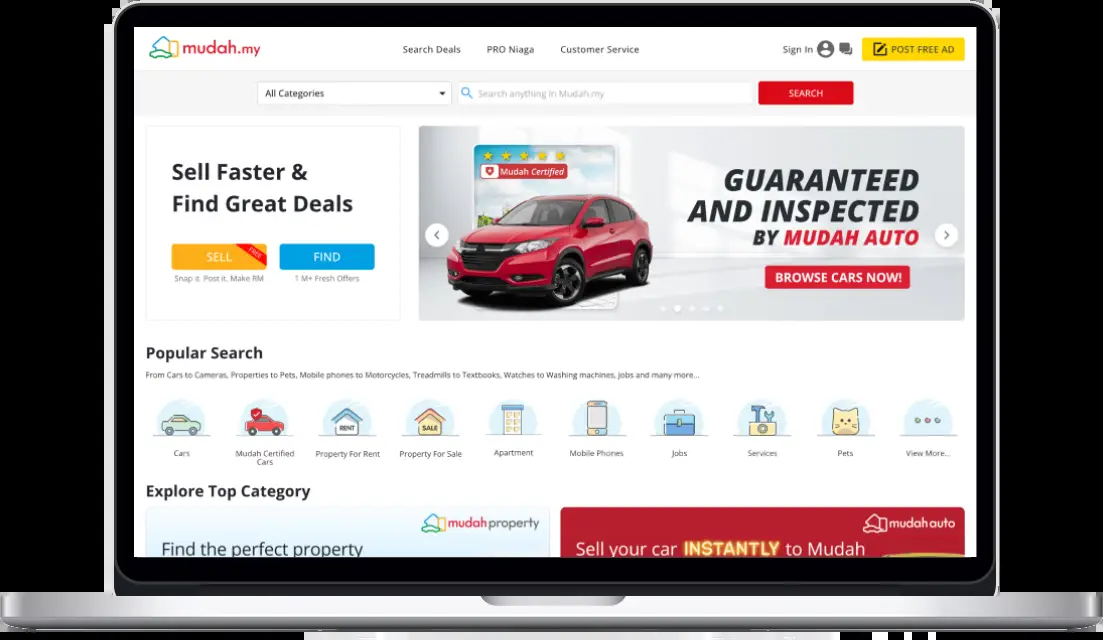 mudah.my
Search Deals
PRO Niaga
Customer Service
Sign In
POST FREE AD
All Categories
Search anything in Mudah.my
SEARCH
Sell Faster &
Find Great Deals
SELL
FREE
FIND
Snap it. Post it. Make RM
1 M+ Fresh Offers
Mudah Certified
GUARANTEED
AND INSPECTED
BY MUDAH AUTO
BROWSE CARS NOW!
Popular Search
From Cars to Cameras, Properties to Pets, Mobile phones to Motorcycles, Treadmills to Textbooks, Watches to Washing machines, Jobs and many more...
RENT
SALE
Cars
Mudah Certified
Cars
Property For Rent
Property For Sale
Apartment
Mobile Phones
Jobs
Services
Pets
View More...
Explore Top Category
mudah property
Find the perfect property
mudah auto
Sell your car INSTANTLY to Mudah